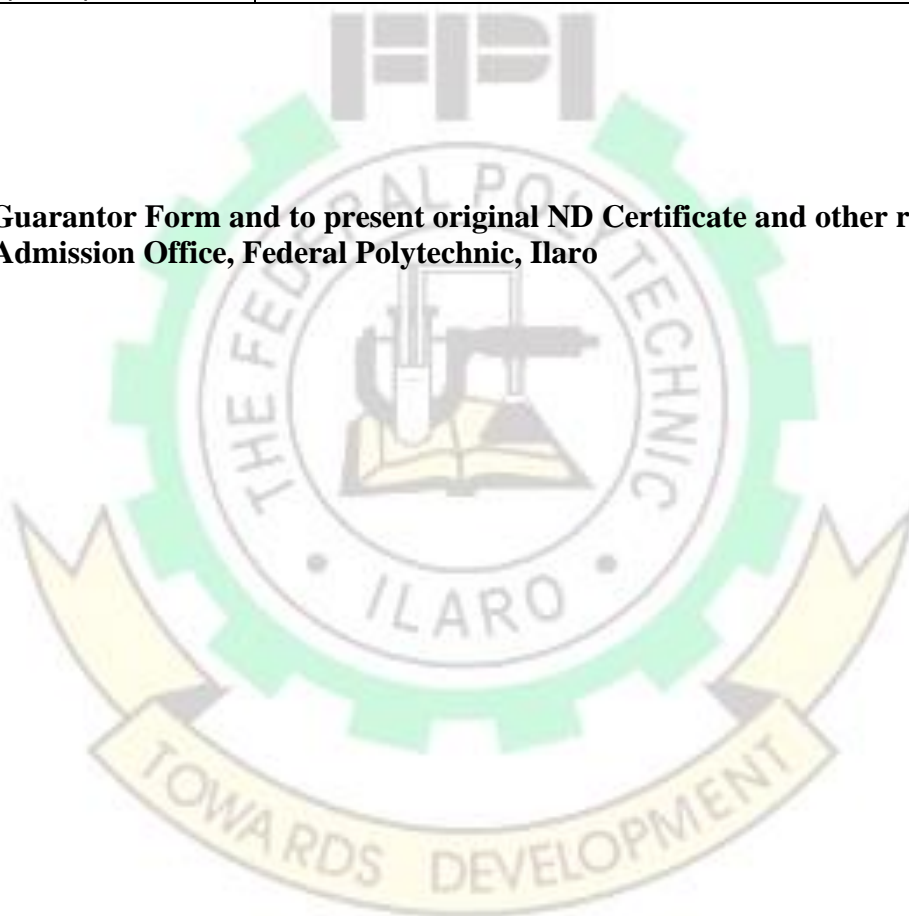 FPI
Guarantor Form and to present original ND Certificate and other r
Admission Office, Federal Polytechnic, Ilaro
THE FEDERAL POLYTECHNIC
ILARO
TOWARDS DEVELOPMENT